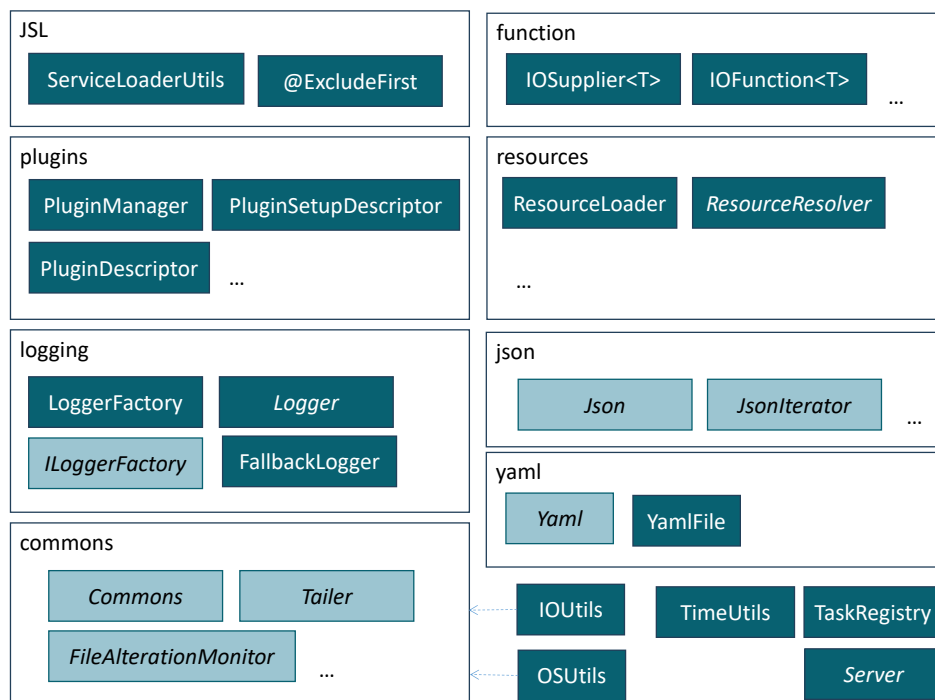 JSL
ServiceLoaderUtils
@ExcludeFirst
function
IOSupplier<T>
IOFunction<T>
...
plugins
PluginManager
PluginSetupDescriptor
PluginDescriptor
...
resources
ResourceLoader
ResourceResolver
...
logging
LoggerFactory
Logger
ILoggerFactory
FallbackLogger
json
Json
JsonIterator
...
yaml
Yaml
YamlFile
commons
Commons
Tailer
FileAlterationMonitor
...
IOUtils
TimeUtils
TaskRegistry
OSUtils
Server